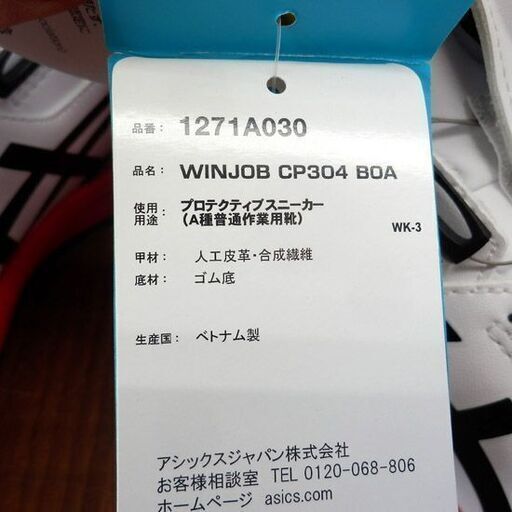 品番： 1271A030
品名： WINJOB CP304 BOA
使用用途： プロテクティブスニーカー
（A種普通作業用靴）
WK-3
甲材： 人工皮革・合成繊維
底材： ゴム底
生産国： ベトナム製
アシックスジャパン株式会社
お客様相談室 TEL 0120-068-806
ホームページ asics.com